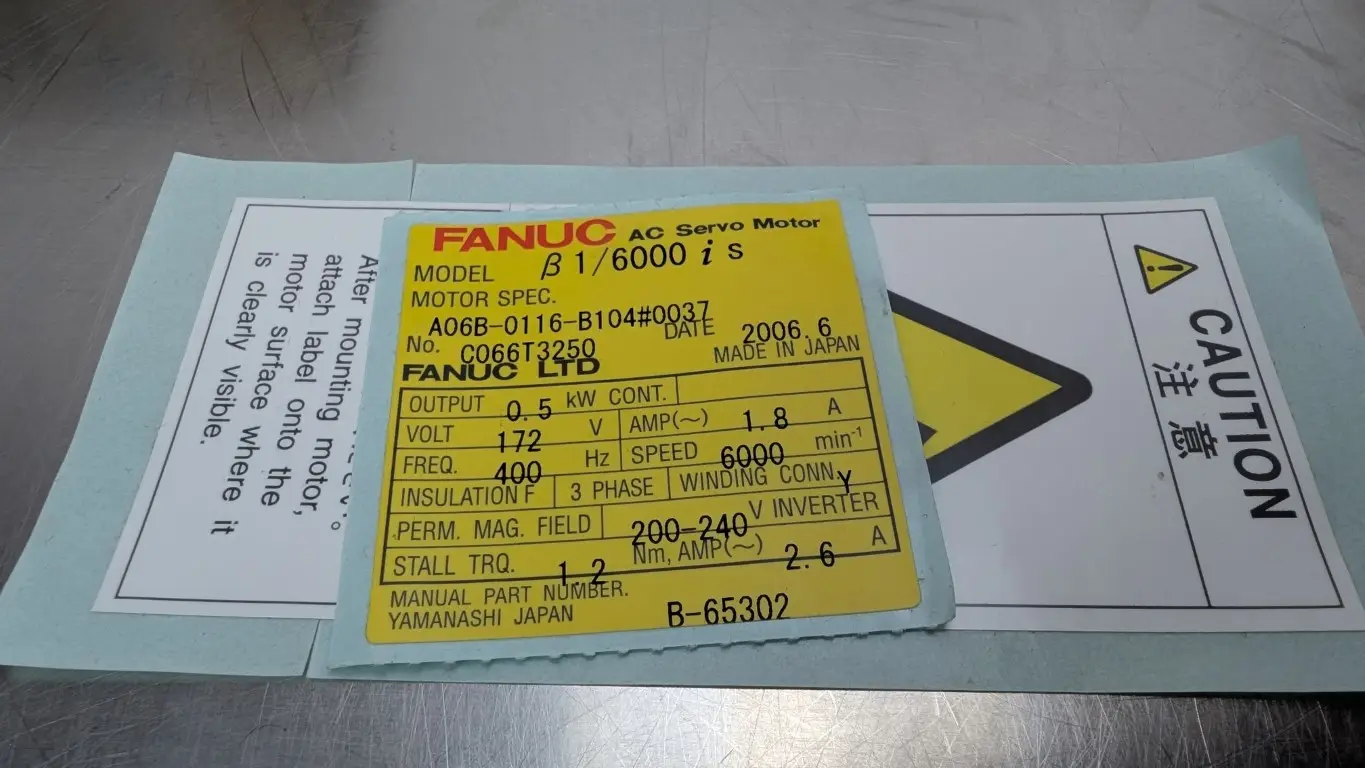 FANUC AC Servo Motor
MODEL β 1/6000 i s
MOTOR SPEC.
A06B-0116-B104#0037
DATE 2006.6
No. C066T3250
MADE IN JAPAN
FANUC LTD
OUTPUT 0.5 kW CONT.
VOLT 172 V AMP(~) 1.8 A
FREQ. 400 Hz SPEED 6000 min⁻¹
INSULATION F 3 PHASE WINDING CONN. Y
PERM. MAG. FIELD 200-240 V INVERTER
STALL TRQ. 1.2 Nm, AMP(~) 2.6 A
MANUAL PART NUMBER.
YAMANASHI JAPAN B-65302
After mounting motor,
attach label onto the
motor surface where it
is clearly visible.
CAUTION
注意